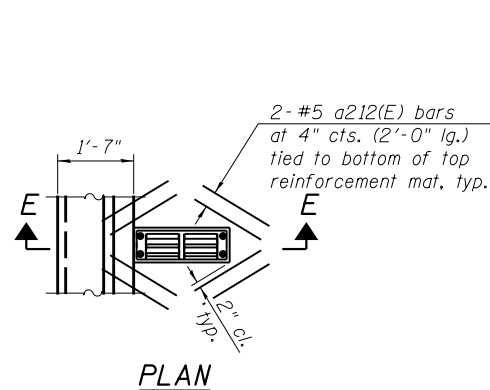 2- #5 a212(E) bars
at 4" cts. (2'-0" lg.)
tied to bottom of top
reinforcement mat, typ.
1'-7"
E
E
2" cl.
typ.
PLAN